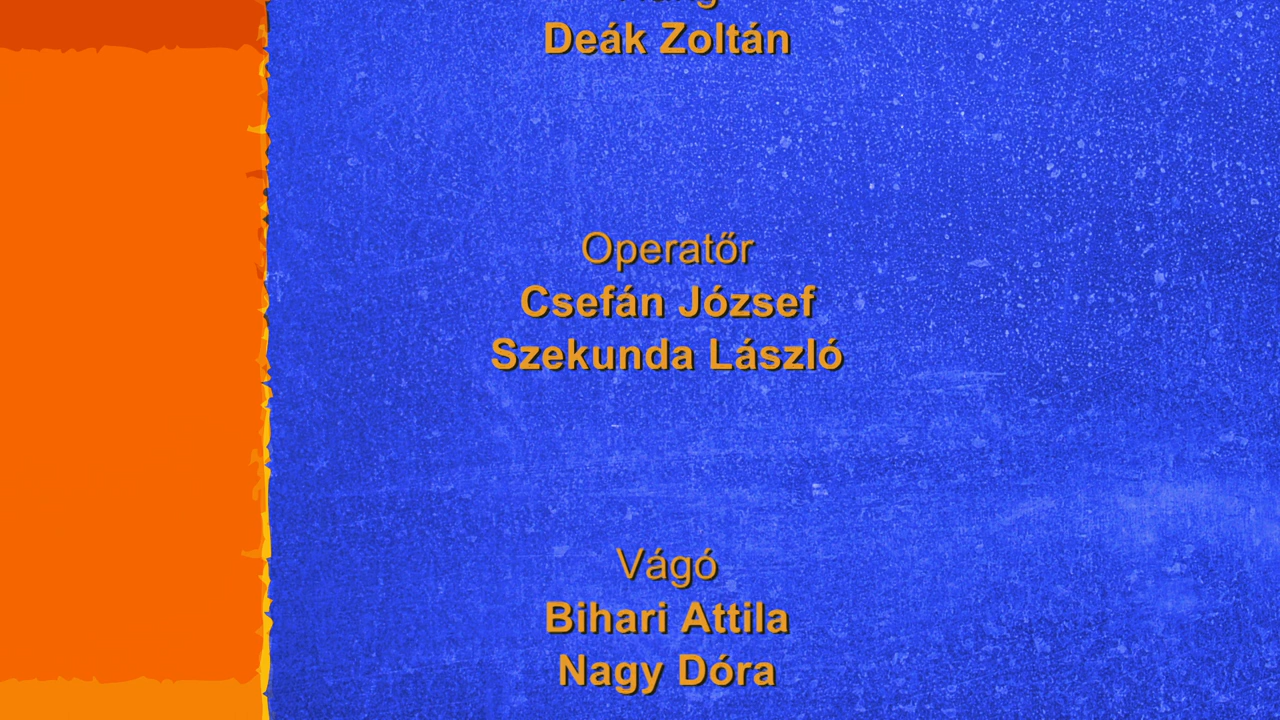 Deák Zoltán
Operatőr
Csefán József
Szekunda László
Vágó
Bihari Attila
Nagy Dóra